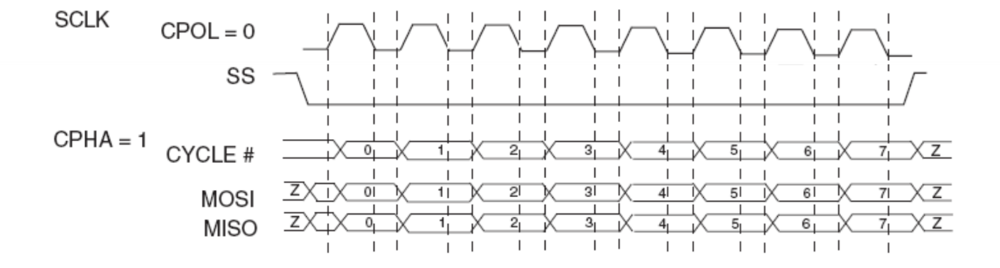 SCLK CPOL = 0
SS
CPHA = 1 CYCLE # 0 1 2 3 4 5 6 7 Z
MOSI Z 0 1 2 3 4 5 6 7 Z
MISO Z 0 1 2 3 4 5 6 7 Z